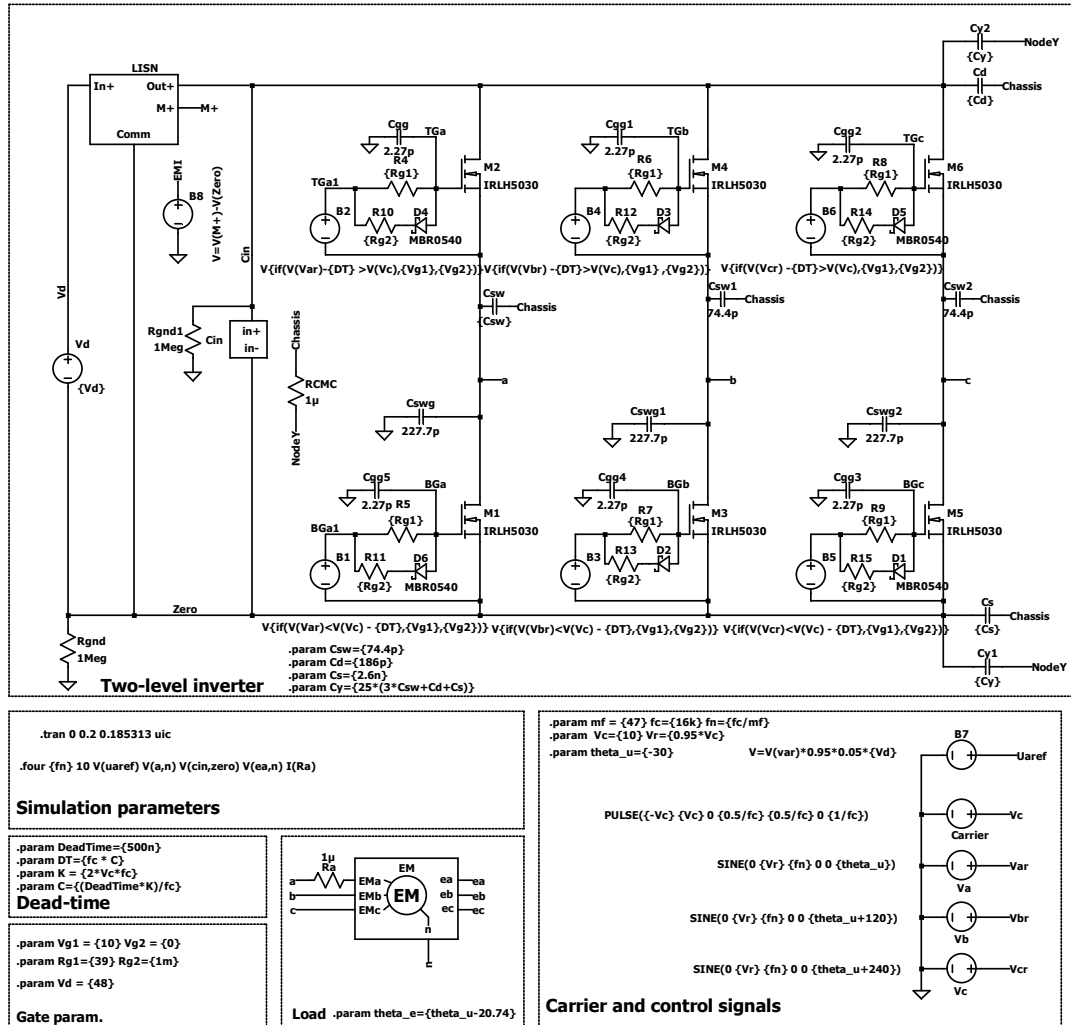 Cy2
NodeY
{Cy}
LISN
Cd
In+ Out+
Chassis
{Cd}
M+ M+
Comm
Cgg TGa
2.27p
R4
{Rg1}
M2
IRLH5030
TGa1
B2
R10 D4
{Rg2} MBR0540
Cgg1 TGb
2.27p
R6
{Rg1}
M4
IRLH5030
B4
R12 D3
{Rg2}
Cgg2 TGc
2.27p
R8
{Rg1}
M6
IRLH5030
B6
R14 D5
{Rg2} MBR0540
EMI
B8
V=V(M+)-V(Zero)
Cin
V{if(V(Var)-{DT} >V(Vc),{Vg1},{Vg2})}
V{if(V(Vbr) -{DT}>V(Vc),{Vg1} ,{Vg2})}
V{if(V(Vcr) -{DT}>V(Vc),{Vg1},{Vg2})}
Csw
Chassis
{Csw}
Csw1
Chassis
74.4p
Csw2
Chassis
74.4p
Vd
Vd
{Vd}
Rgnd1
1Meg
Cin
in+
in-
Chassis
RCMC
1µ
NodeY
a
b
c
Cswg
227.7p
Cswg1
227.7p
Cswg2
227.7p
Cgg5 BGa
2.27p
R5
{Rg1}
M1
IRLH5030
BGa1
B1
R11 D6
{Rg2} MBR0540
Cgg4 BGb
2.27p
R7
{Rg1}
M3
IRLH5030
B3
R13 D2
{Rg2}
Cgg3 BGc
2.27p
R9
{Rg1}
M5
IRLH5030
B5
R15 D1
{Rg2} MBR0540
Zero
Cs
Chassis
{Cs}
Rgnd
1Meg
V{if(V(Var)<V(Vc) - {DT},{Vg1},{Vg2})}
V{if(V(Vbr)<V(Vc) - {DT},{Vg1},{Vg2})}
V{if(V(Vcr)<V(Vc) - {DT},{Vg1},{Vg2})}
Cy1
NodeY
{Cy}
.param Csw={74.4p}
.param Cd={186p}
.param Cs={2.6n}
.param Cy={25*(3*Csw+Cd+Cs)}
Two-level inverter
.tran 0 0.2 0.185313 uic
.four {fn} 10 V(uaref) V(a,n) V(cin,zero) V(ea,n) I(Ra)
Simulation parameters
.param DeadTime={500n}
.param DT={fc * C}
.param K = {2*Vc*fc}
.param C={(DeadTime*K)/fc}
Dead-time
.param Vg1 = {10} Vg2 = {0}
.param Rg1={39} Rg2={1m}
.param Vd = {48}
Gate param.
1µ
Ra
EM
a EMa ea ea
b EMb EM eb eb
c EMc ec ec
n
n
Load .param theta_e={theta_u-20.74}
.param mf = {47} fc={16k} fn={fc/mf}
.param Vc={10} Vr={0.95*Vc}
.param theta_u={-30} V=V(var)*0.95*0.05*{Vd}
B7
Uaref
PULSE({-Vc} {Vc} 0 {0.5/fc} {0.5/fc} 0 {1/fc})
Vc
Carrier
SINE(0 {Vr} {fn} 0 0 {theta_u})
Var
Va
SINE(0 {Vr} {fn} 0 0 {theta_u+120})
Vbr
Vb
SINE(0 {Vr} {fn} 0 0 {theta_u+240})
Vcr
Vc
Carrier and control signals